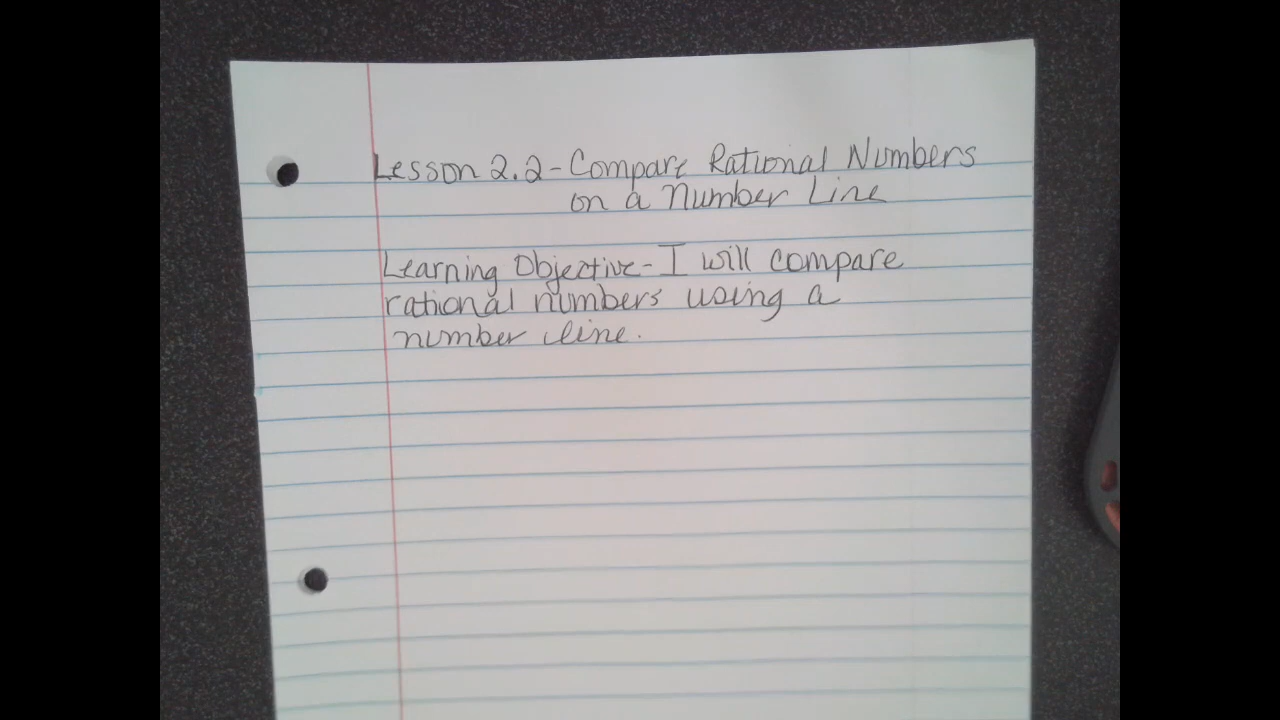 Lesson 2.2 - Compare Rational Numbers
on a Number Line
Learning Objective - I will compare
rational numbers using a
number line.